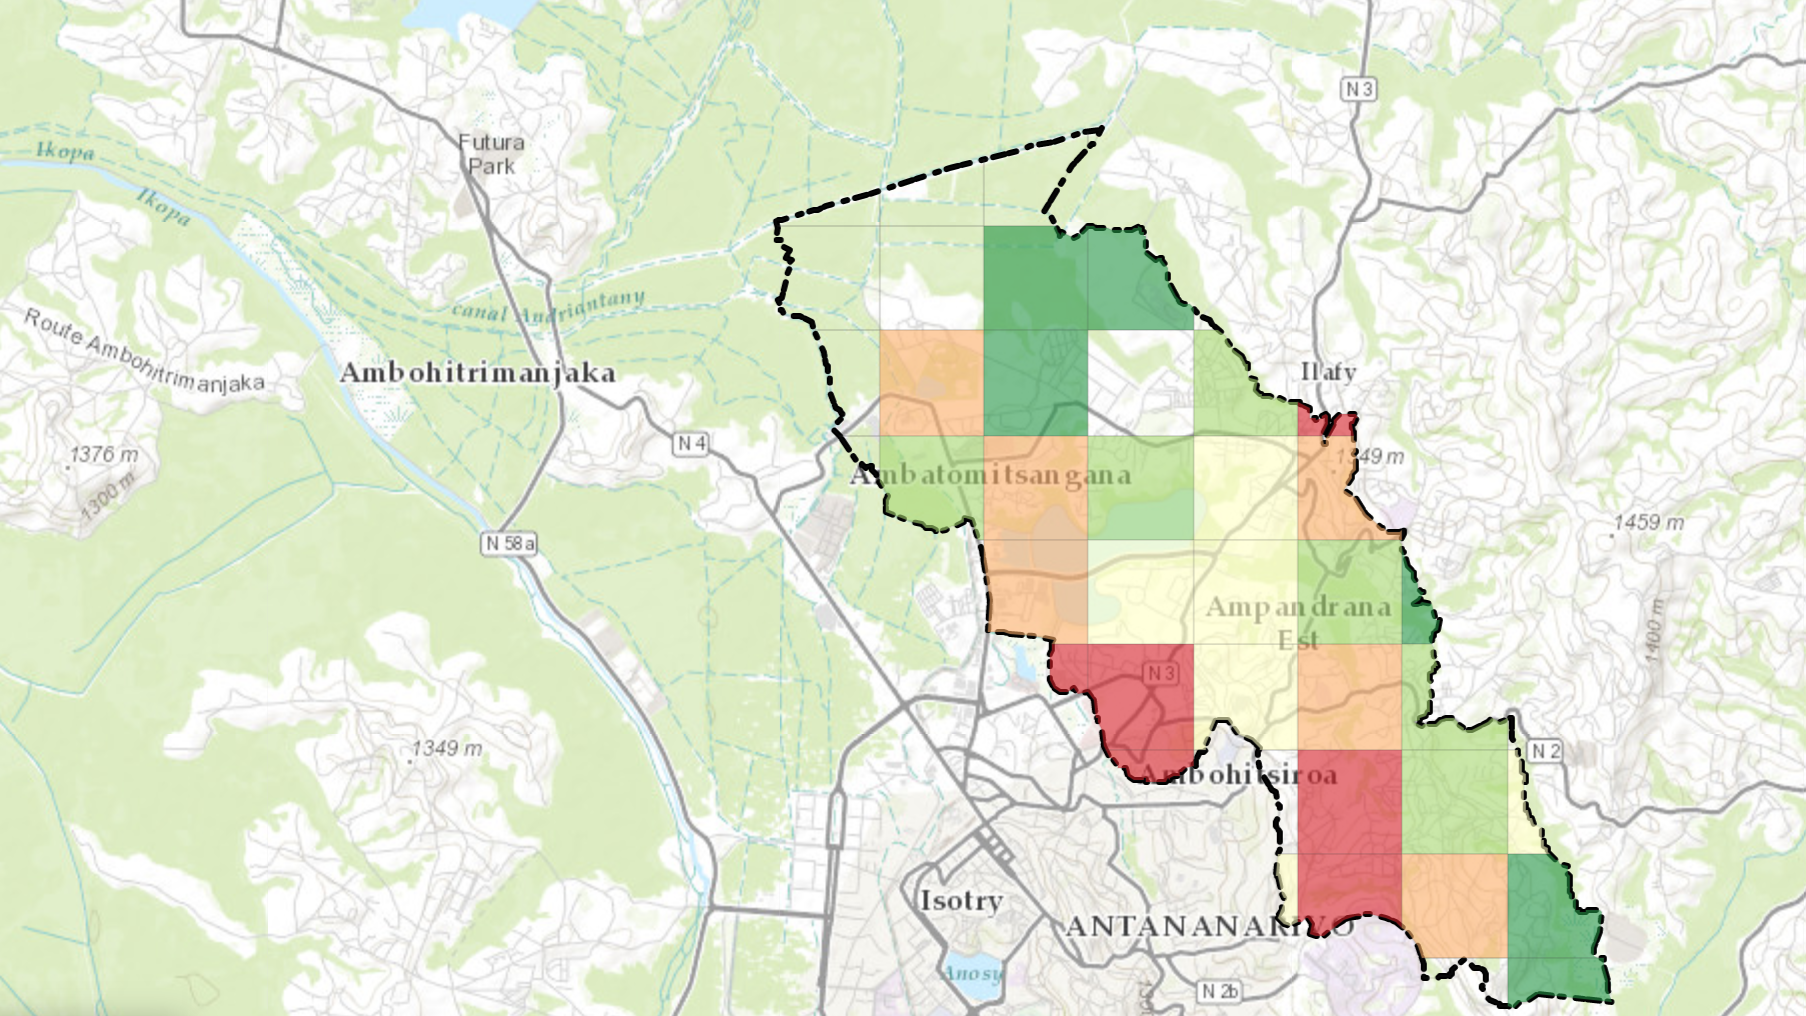 N 3
Futura
Park
Ikopa
Ikopa
canal Andriantany
Route Ambohitrimanjaka
Ambohitrimanjaka
Ilafy
N 4
1376 m
1300 m
Ambatomitsangana
1349 m
1459 m
N 58a
Ampandrana
Est
1400 m
N 3
1349 m
N 2
Ambohitsiroa
Isotry
ANTANANARIVO
Anosy
N 2b